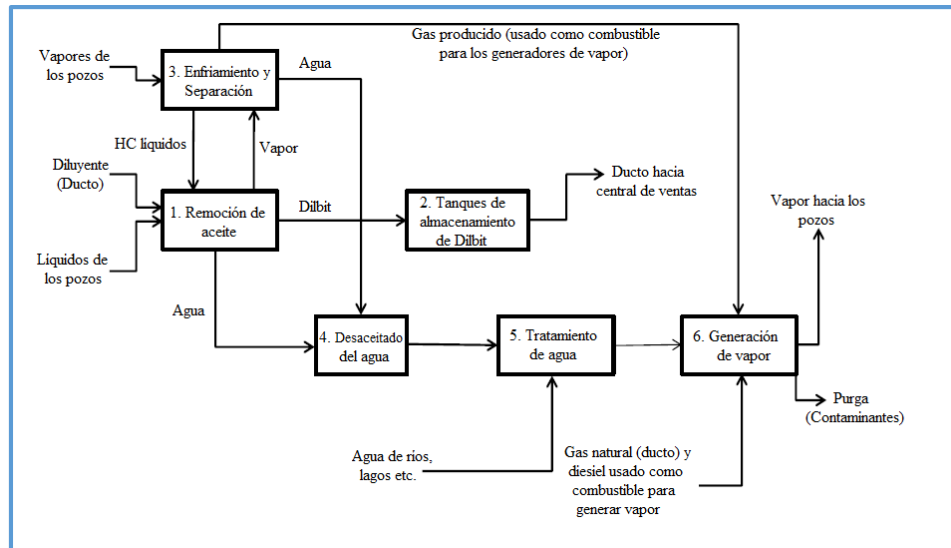 Gas producido (usado como combustible
para los generadores de vapor)
Vapores de
los pozos
3. Enfriamiento y
Separación
Agua
HC liquidos
Vapor
Diluyente
(Ducto)
1. Remoción de
aceite
Dilbit
2. Tanques de
almacenamiento
de Dilbit
Ducto hacia
central de ventas
Vapor hacia los
pozos
Líquidos de
los pozos
Agua
4. Desaceitado
del agua
5. Tratamiento
de agua
6. Generación
de vapor
Purga
(Contaminantes)
Agua de rios,
lagos etc.
Gas natural (ducto) y
diesiel usado como
combustible para
generar vapor